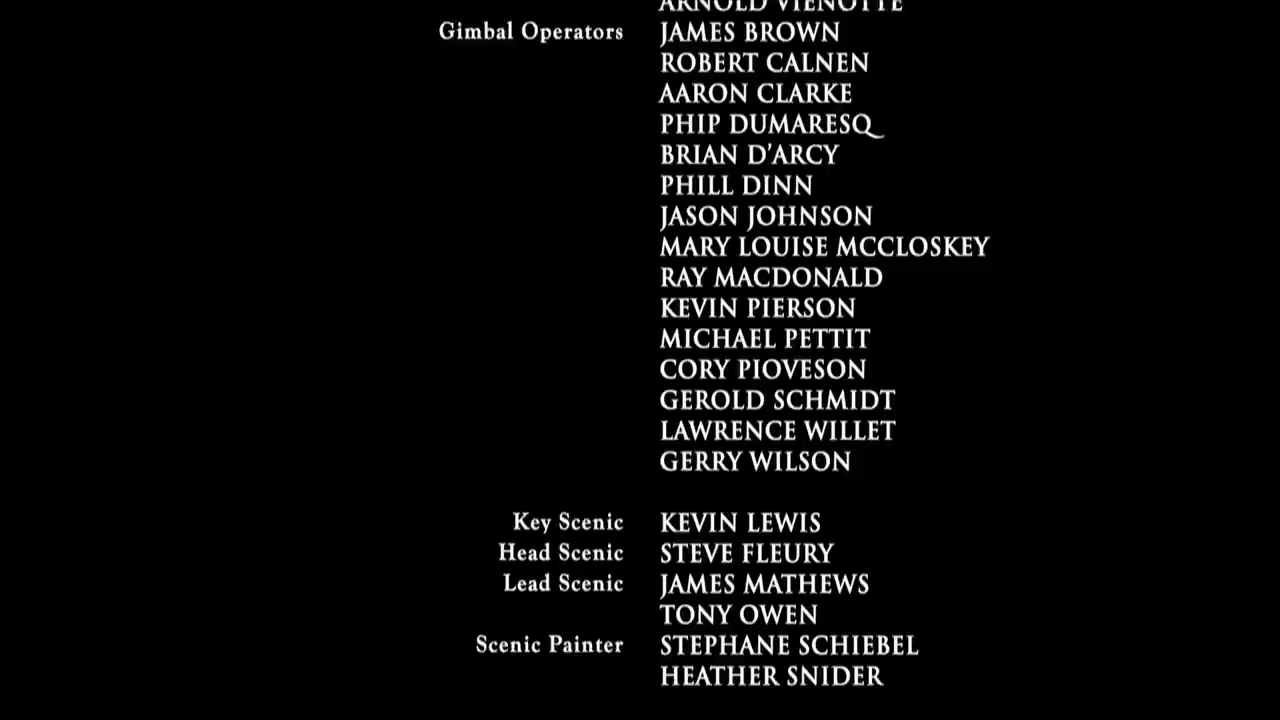 ARNOLD VIENOTTE
Gimbal Operators JAMES BROWN
ROBERT CALNEN
AARON CLARKE
PHIP DUMARESQ
BRIAN D’ARCY
PHILL DINN
JASON JOHNSON
MARY LOUISE MCCLOSKEY
RAY MACDONALD
KEVIN PIERSON
MICHAEL PETTIT
CORY PIOVESON
GEROLD SCHMIDT
LAWRENCE WILLET
GERRY WILSON
Key Scenic KEVIN LEWIS
Head Scenic STEVE FLEURY
Lead Scenic JAMES MATHEWS
TONY OWEN
Scenic Painter STEPHANE SCHIEBEL
HEATHER SNIDER